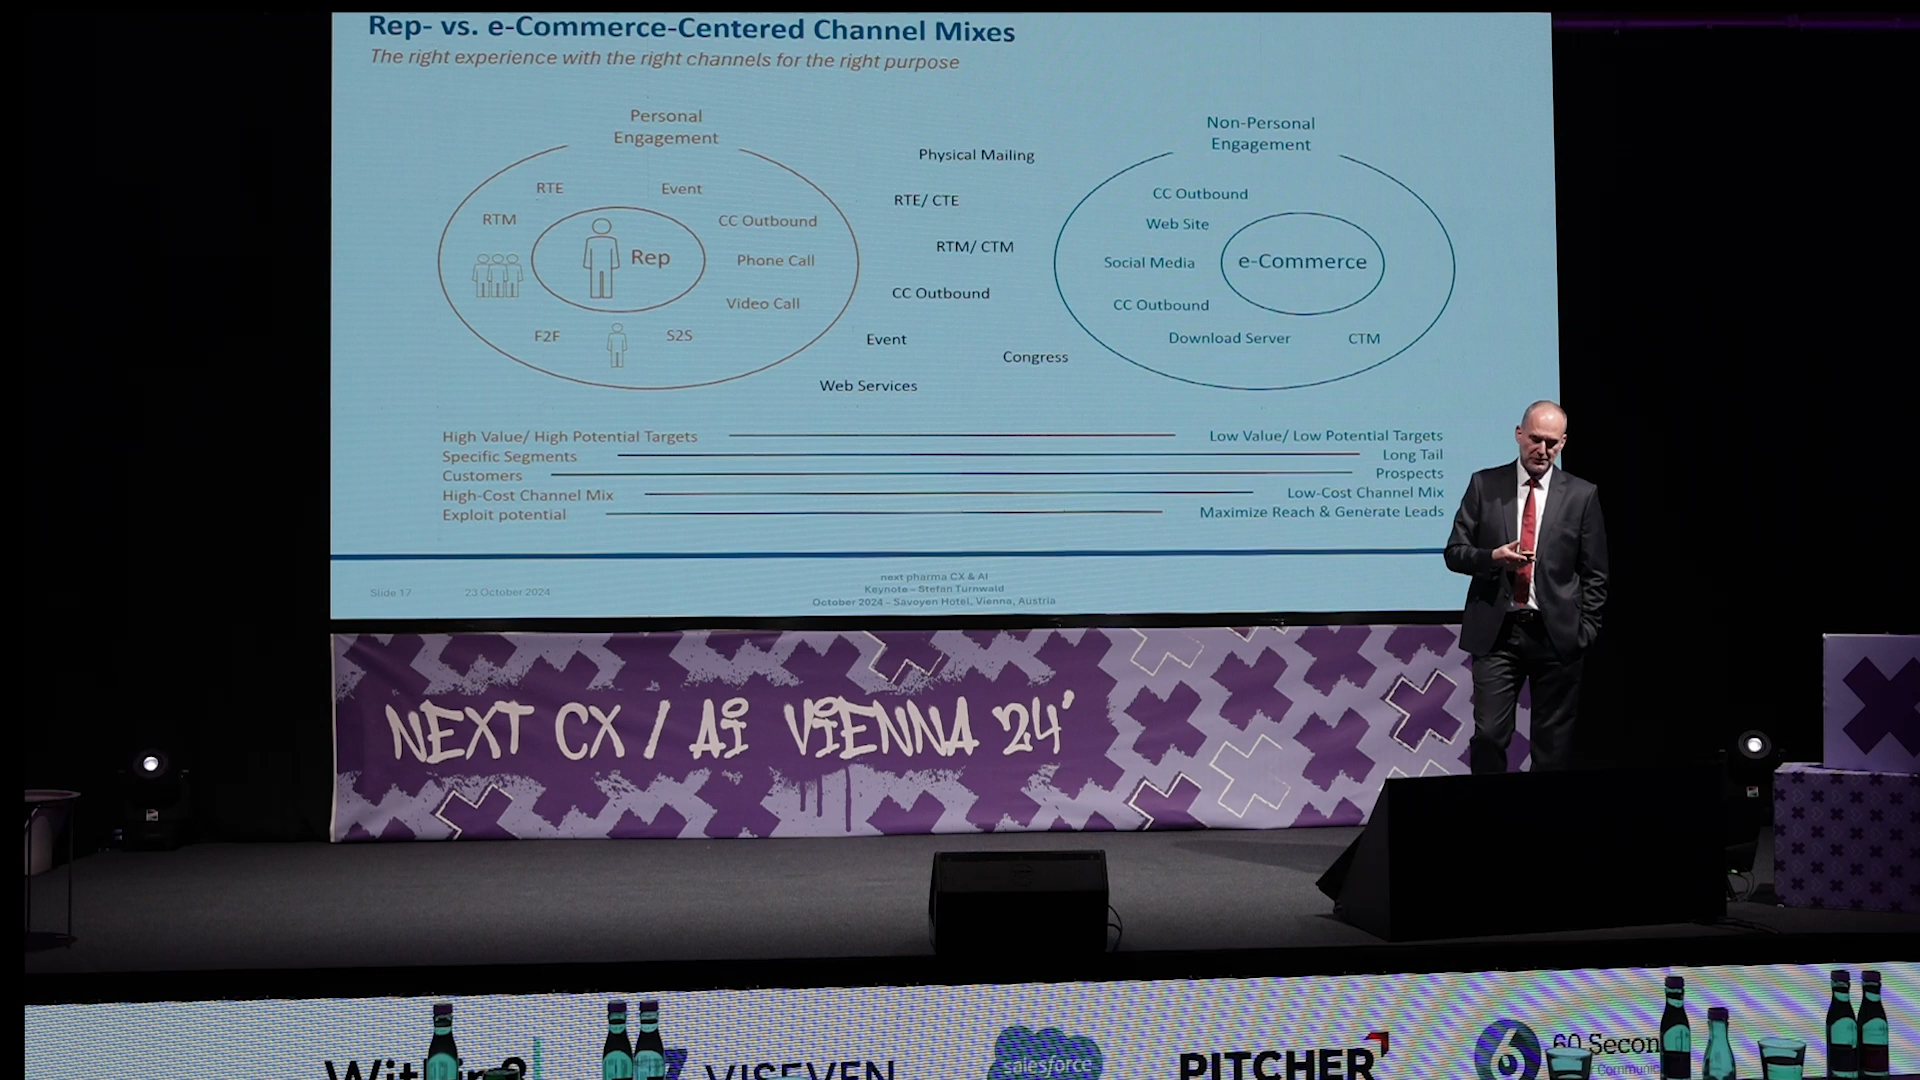 Rep- vs. e-Commerce-Centered Channel Mixes
The right experience with the right channels for the right purpose
Personal
Engagement
RTE
Event
RTM
CC Outbound
Rep
Phone Call
Video Call
F2F
S2S
Physical Mailing
RTE/ CTE
RTM/ CTM
CC Outbound
Event
Congress
Web Services
Non-Personal
Engagement
CC Outbound
Web Site
Social Media
e-Commerce
CC Outbound
Download Server
CTM
High Value/ High Potential Targets
Low Value/ Low Potential Targets
Specific Segments
Long Tail
Customers
Prospects
High-Cost Channel Mix
Low-Cost Channel Mix
Exploit potential
Maximize Reach & Generate Leads
Slide 17
23 October 2024
next pharma CX & AI
Keynote – Stefan Turnwald
October 2024 – Savoyen Hotel, Vienna, Austria
NEXT CX / AI VIENNA 24'
VISEVEN
salesforce
PITCHER
6
60 Secon
Communic